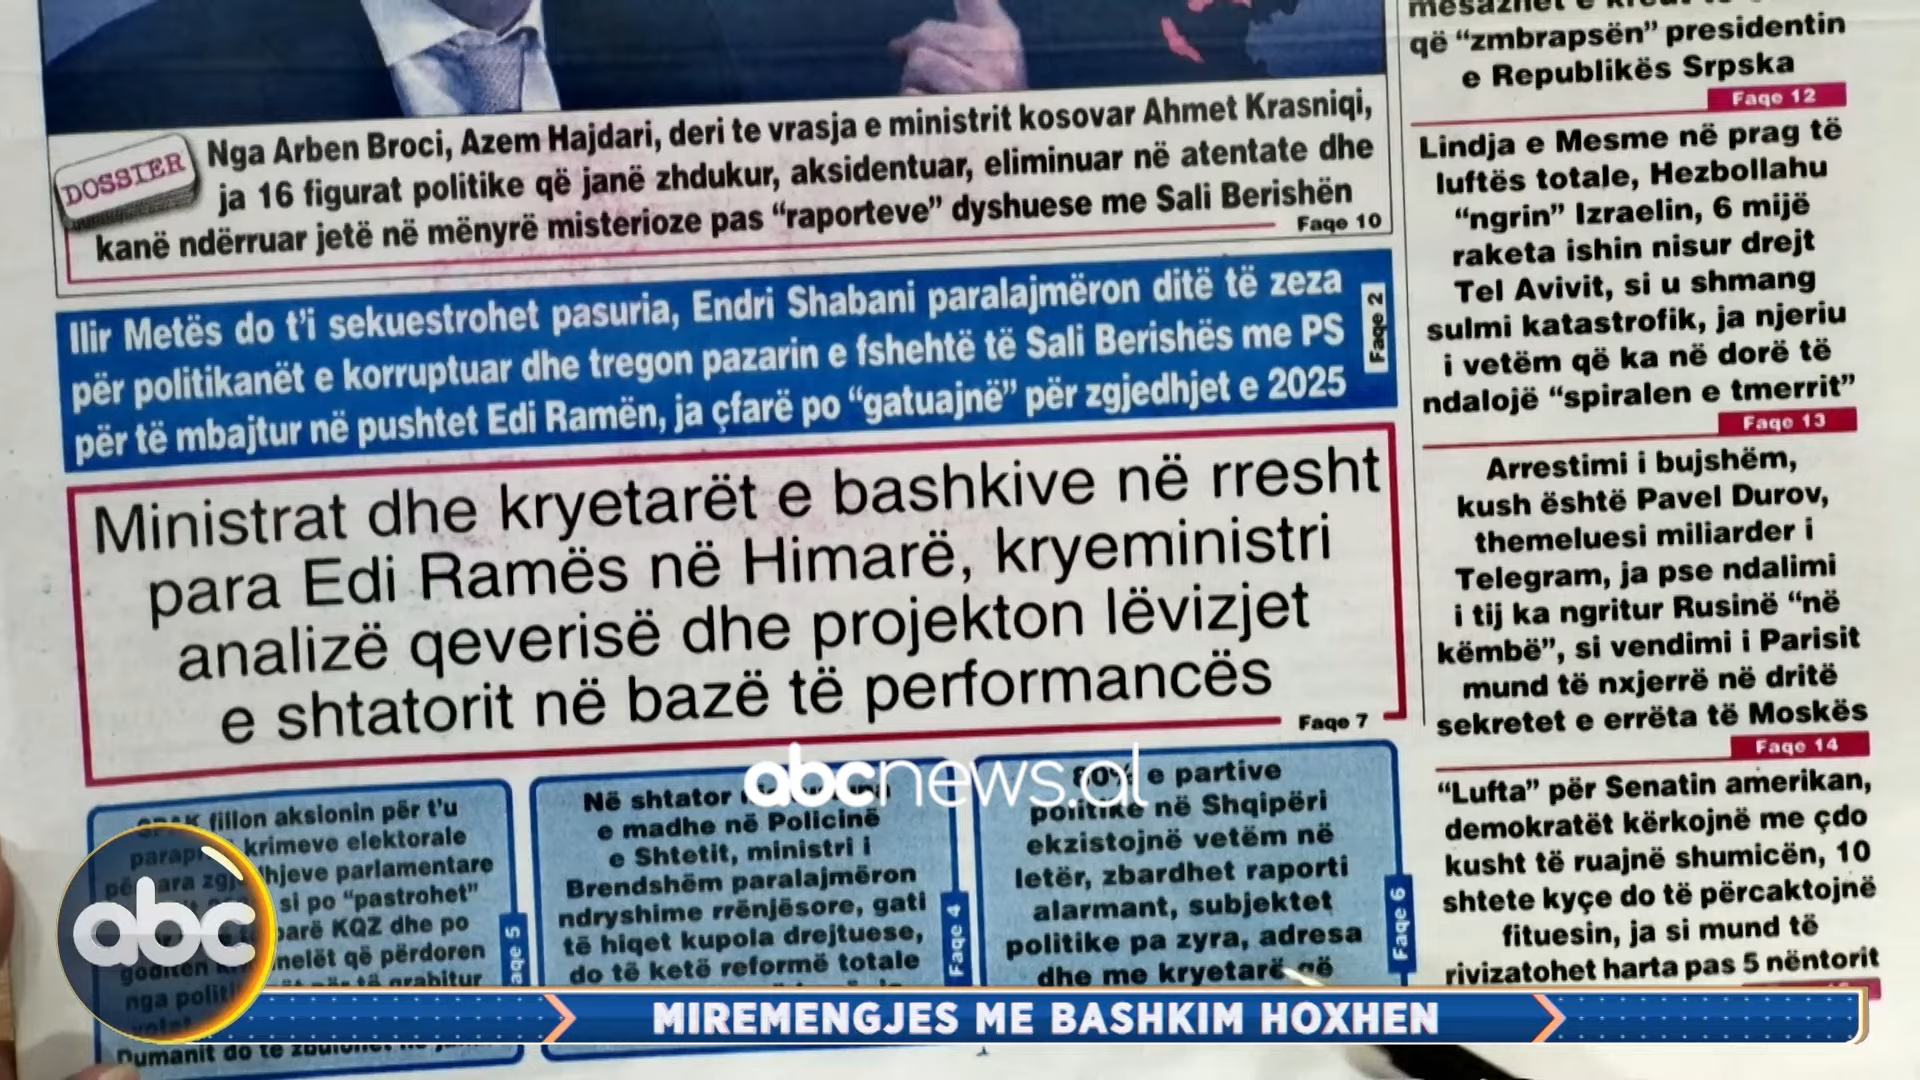 DOSSIER
Nga Arben Broci, Azem Hajdari, deri te vrasja e ministrit kosovar Ahmet Krasniqi,
ja 16 figurat politike që janë zhdukur, aksidentuar, eliminuar në atentate dhe
kanë ndërruar jetë në mënyrë misterioze pas “raporteve” dyshuese me Sali Berishën
Faqe 10
Ilir Metës do t’i sekuestrohet pasuria, Endri Shabani paralajmëron ditë të zeza
për politikanët e korruptuar dhe tregon pazarin e fshehtë të Sali Berishës me PS
për të mbajtur në pushtet Edi Ramën, ja çfarë po “gatuajnë” për zgjedhjet e 2025
Faqe 2
Ministrat dhe kryetarët e bashkive në rresht
para Edi Ramës në Himarë, kryeministri
analizë qeverisë dhe projekton lëvizjet
e shtatorit në bazë të performancës
Faqe 7
fillon aksionin për t'u
krimeve elektorale
parlamentare
si po “pastrohet”
KQZ dhe po
që përdoren
grabitur
nga
Dumanit do të
aqe 5
Në shtator
e madhe në Policinë
e Shtetit, ministri i
Brendshëm paralajmëron
ndryshime rrënjësore, gati
të hiqet kupola drejtuese,
do të ketë reformë totale
Faqe 4
80% e partive
politike në Shqipëri
ekzistojnë vetëm në
letër, zbardhet raporti
alarmant, subjektet
politike pa zyra, adresa
dhe me kryetarë që
Faqe 6
që “zmbrapsën” presidentin
e Republikës Srpska
Faqe 12
Lindja e Mesme në prag të
luftës totale, Hezbollahu
“ngrin” Izraelin, 6 mijë
raketa ishin nisur drejt
Tel Avivit, si u shmang
sulmi katastrofik, ja njeriu
i vetëm që ka në dorë të
ndalojë “spiralen e tmerrit”
Faqe 13
Arrestimi i bujshëm,
kush është Pavel Durov,
themeluesi miliarder i
Telegram, ja pse ndalimi
i tij ka ngritur Rusinë “në
këmbë”, si vendimi i Parisit
mund të nxjerrë në dritë
sekretet e errëta të Moskës
Faqe 14
“Lufta” për Senatin amerikan,
demokratët kërkojnë me çdo
kusht të ruajnë shumicën, 10
shtete kyçe do të përcaktojnë
fituesin, ja si mund të
rivizatohet harta pas 5 nëntorit
abcnews.al
abc
MIREMENGJES ME BASHKIM HOXHEN